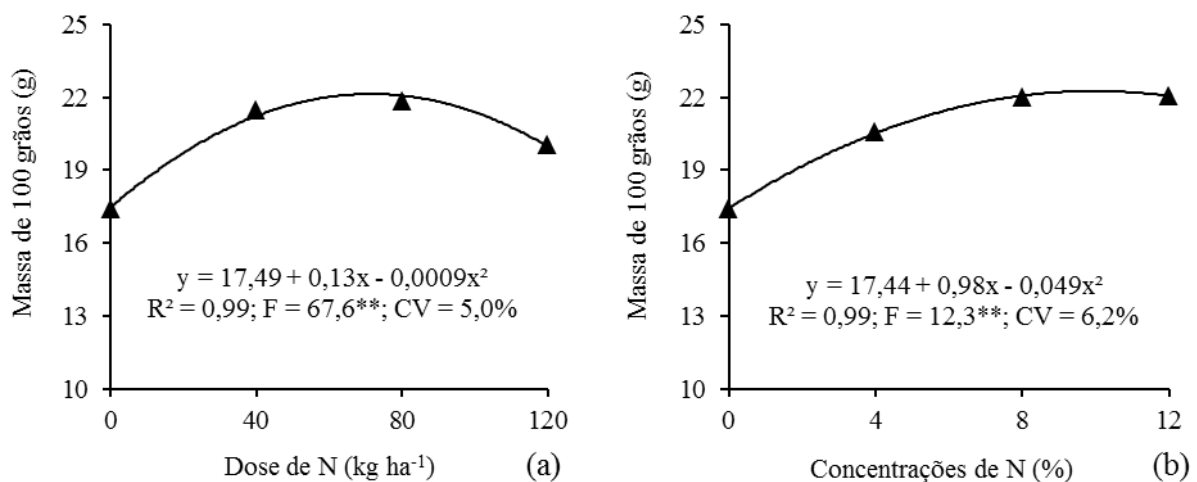 Massa de 100 grãos (g)
25
22
19
16
13
10
y = 17,49 + 0,13x - 0,0009x²
R² = 0,99; F = 67,6**; CV = 5,0%
0 40 80 120
Dose de N (kg ha⁻¹) (a)
Massa de 100 grãos (g)
25
22
19
16
13
10
y = 17,44 + 0,98x - 0,049x²
R² = 0,99; F = 12,3**; CV = 6,2%
0 4 8 12
Concentrações de N (%) (b)